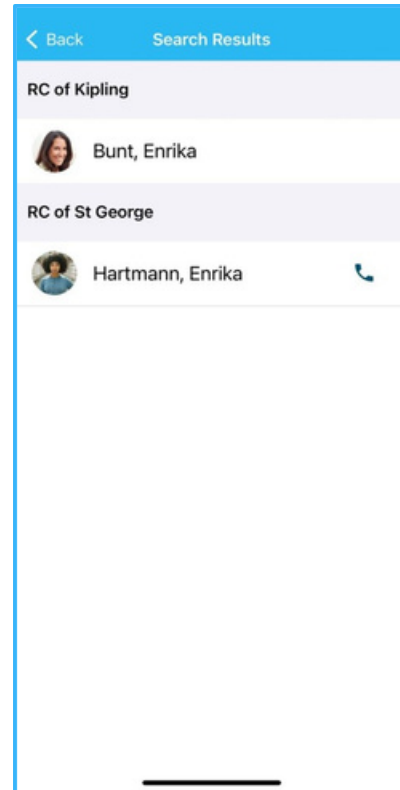 Back
Search Results
RC of Kipling
Bunt, Enrika
RC of St George
Hartmann, Enrika